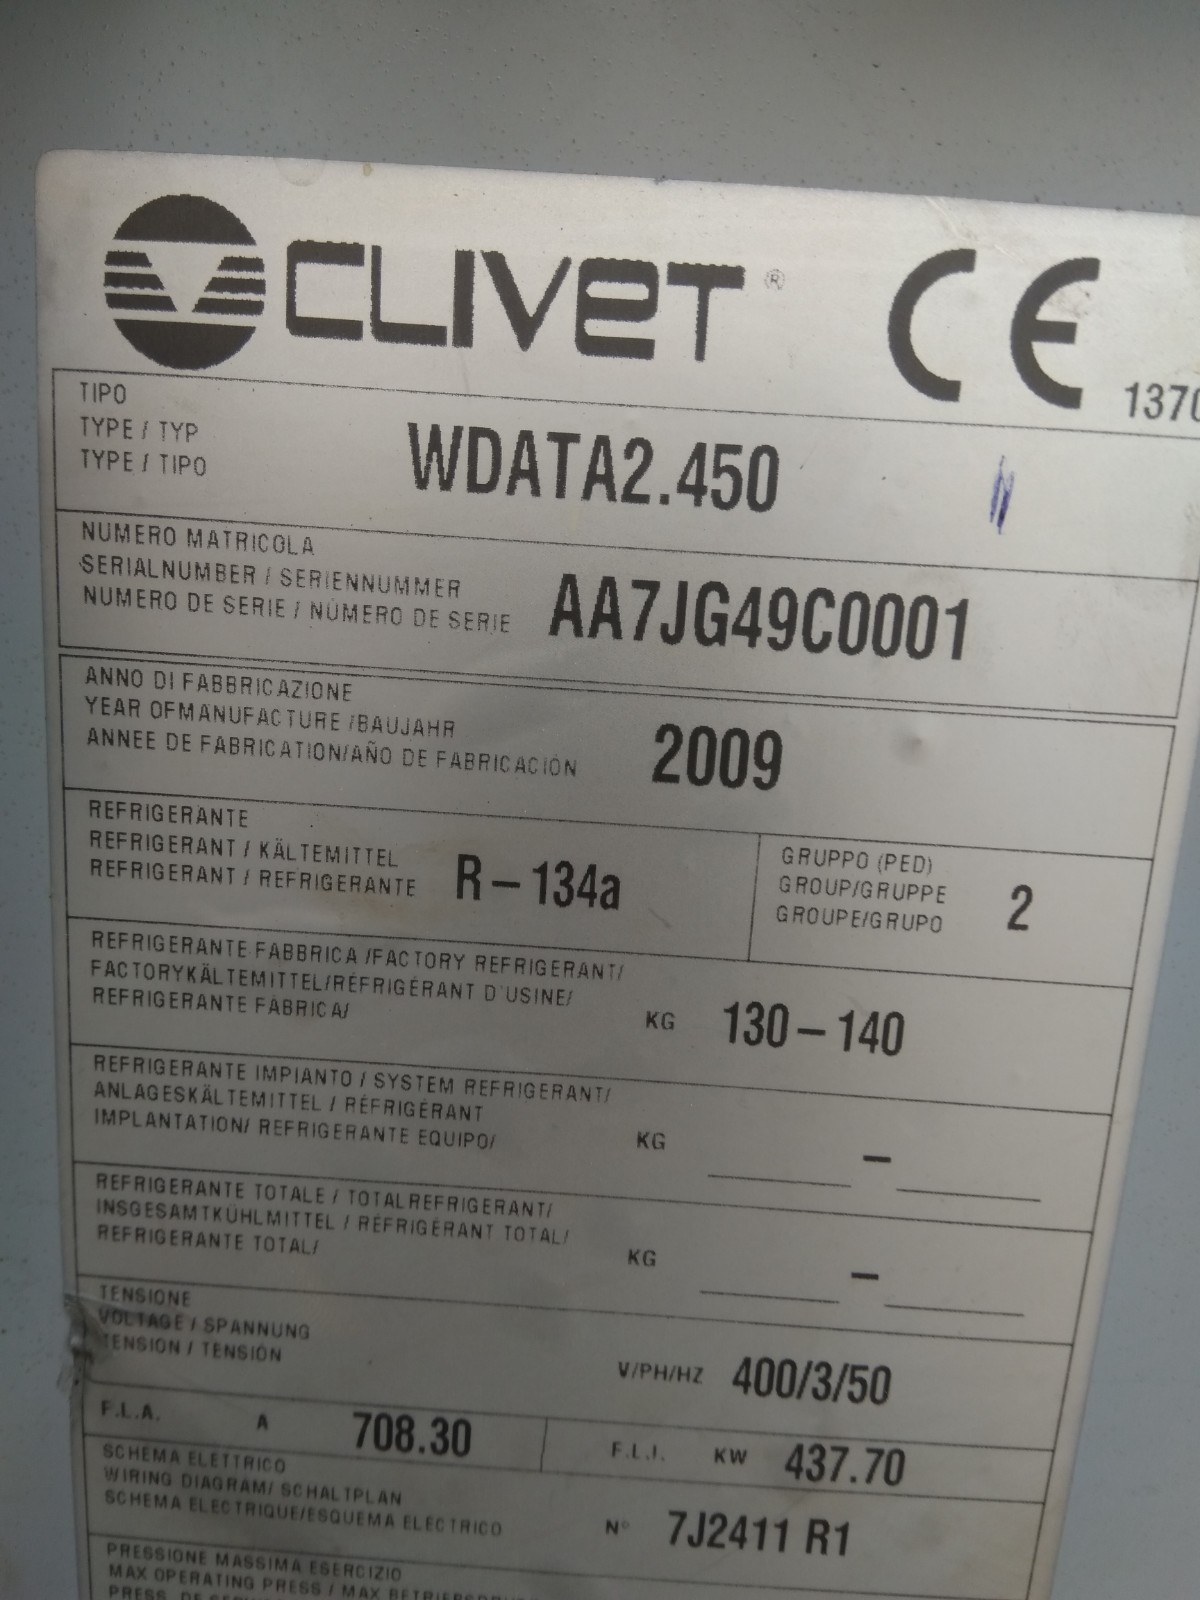 CLIVET ® CE
1370
TIPO
TYPE / TYP
TYPE / TIPO
WDATA2.450
NUMERO MATRICOLA
SERIALNUMBER / SERIENNUMMER
NUMERO DE SERIE / NÚMERO DE SERIE
AA7JG49C0001
ANNO DI FABBRICAZIONE
YEAR OFMANUFACTURE /BAUJAHR
ANNEE DE FABRICATION/AÑO DE FABRICACIÓN
2009
REFRIGERANTE
REFRIGERANT / KÄLTEMITTEL
REFRIGERANT / REFRIGERANTE
R-134a
GRUPPO (PED)
GROUP/GRUPPE
GROUPE/GRUPO
2
REFRIGERANTE FABBRICA /FACTORY REFRIGERANT/
FACTORYKÄLTEMITTEL/RÉFRIGÉRANT D'USINE/
REFRIGERANTE FÁBRICA/
KG 130-140
REFRIGERANTE IMPIANTO / SYSTEM REFRIGERANT/
ANLAGESKÄLTEMITTEL / RÉFRIGÉRANT
IMPLANTATION/ REFRIGERANTE EQUIPO/
KG -
REFRIGERANTE TOTALE / TOTALREFRIGERANT/
INSGESAMTKÜHLMITTEL / RÉFRIGÉRANT TOTAL/
REFRIGERANTE TOTAL/
KG -
TENSIONE
VOLTAGE / SPANNUNG
TENSION / TENSIÓN
V/PH/HZ 400/3/50
F.L.A. A 708.30
F.L.I. KW 437.70
SCHEMA ELETTRICO
WIRING DIAGRAM/ SCHALTPLAN
SCHEMA ELECTRIQUE/ESQUEMA ELÉCTRICO
N° 7J2411 R1
PRESSIONE MASSIMA ESERCIZIO
MAX OPERATING PRESS / MAX
PRESS. DE